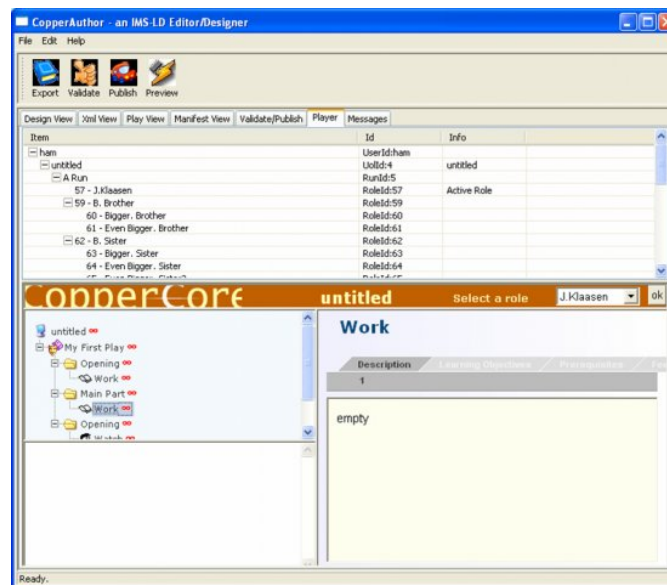 CopperAuthor - an IMS-LD Editor/Designer
File Edit Help
Export Validate Publish Preview
Design View Xml View Play View Manifest View Validate/Publish Player Messages
Item Id Info
ham UserId:ham
untitled UolId:4 untitled
A Run RunId:5
57 - J.Klaasen RoleId:57 Active Role
59 - B. Brother RoleId:59
60 - Bigger. Brother RoleId:60
61 - Even Bigger. Brother RoleId:61
62 - B. Sister RoleId:62
63 - Bigger. Sister RoleId:63
64 - Even Bigger. Sister RoleId:64
CopperCore untitled Select a role J.Klaasen ok
untitled
My First Play
Opening
Work
Main Part
Work
Opening
Watch
Work
Description Learning Objectives Prerequisites
1
empty
Ready.